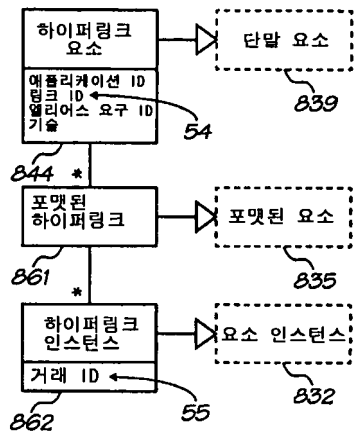 하이퍼링크
요소
단말 요소
애플리케이션 ID
링크 ID
엘리어스 요구 ID
기술
54
839
844
*
포맷된
하이퍼링크
포맷된 요소
861
835
*
하이퍼링크
인스턴스
요소 인스턴스
거래 ID
862
55
832